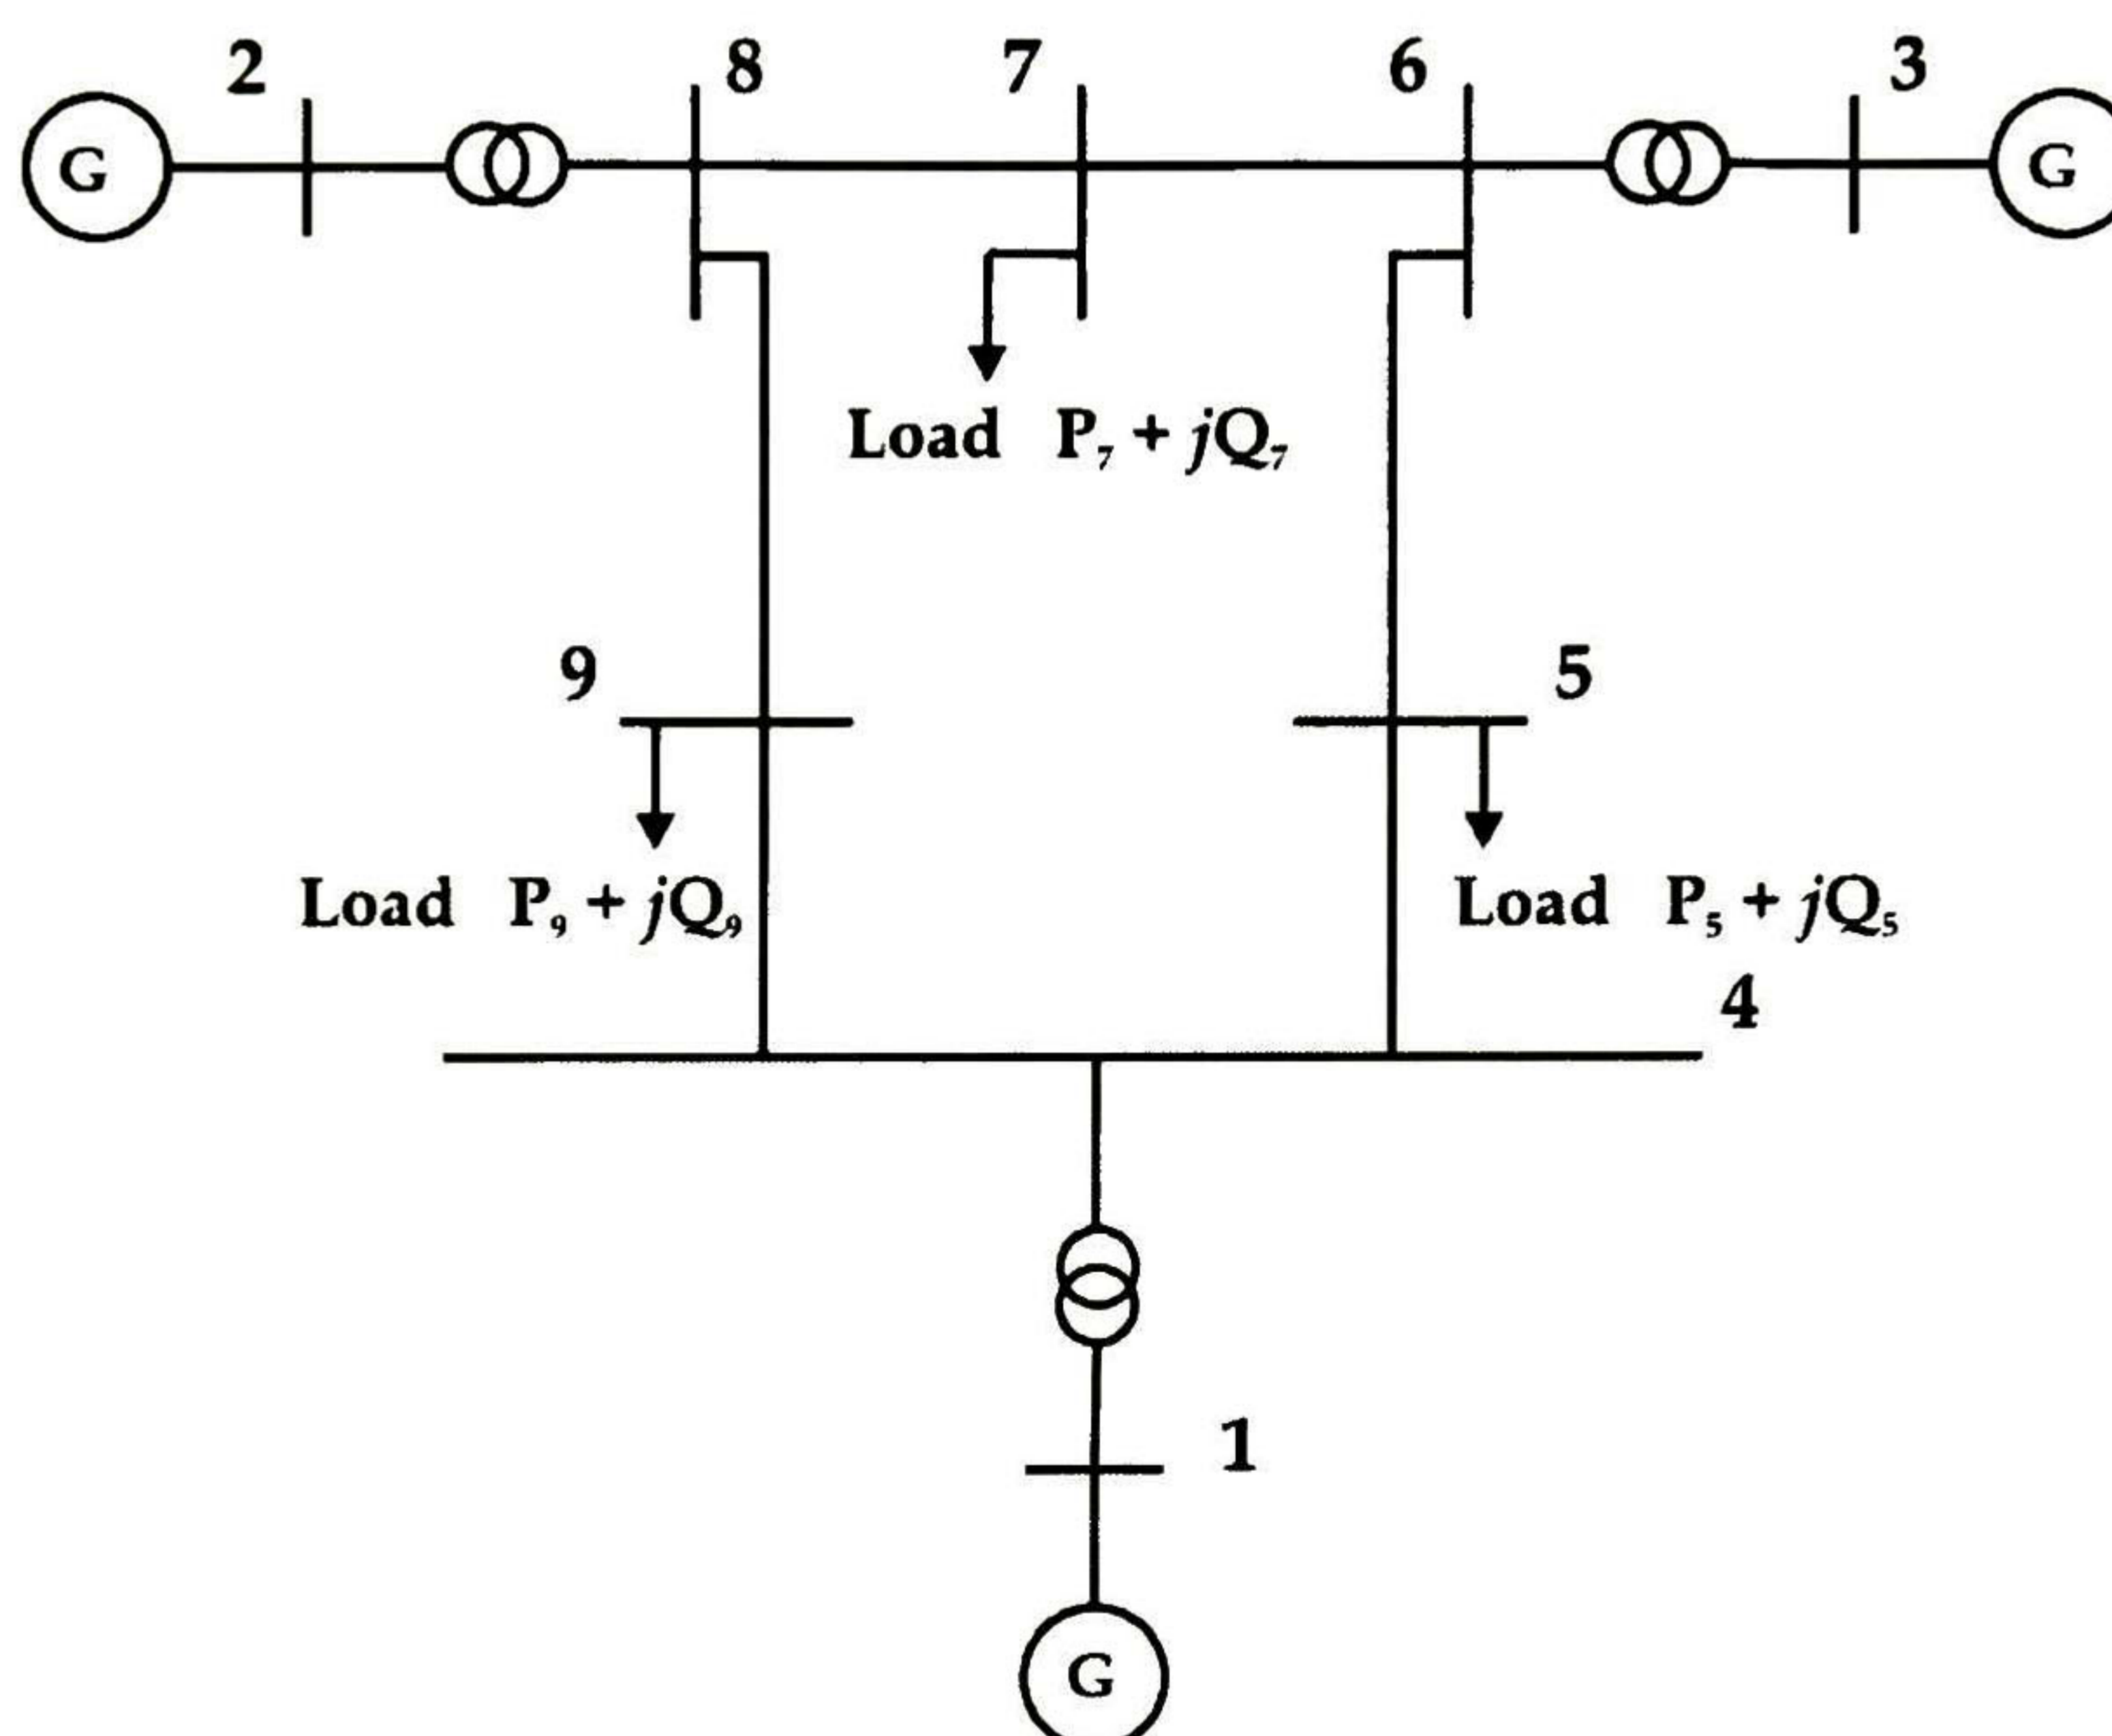 2 8 7 6 3
G G
Load P₇ + jQ₇
9 5
Load P₉ + jQ₉ Load P₅ + jQ₅
4
1
G